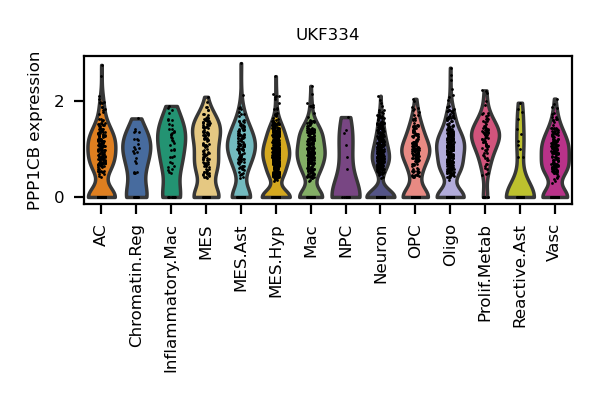 UKF334
PPP1CB expression
2
0
AC
Chromatin.Reg
Inflammatory.Mac
MES
MES.Ast
MES.Hyp
Mac
NPC
Neuron
OPC
Oligo
Prolif.Metab
Reactive.Ast
Vasc